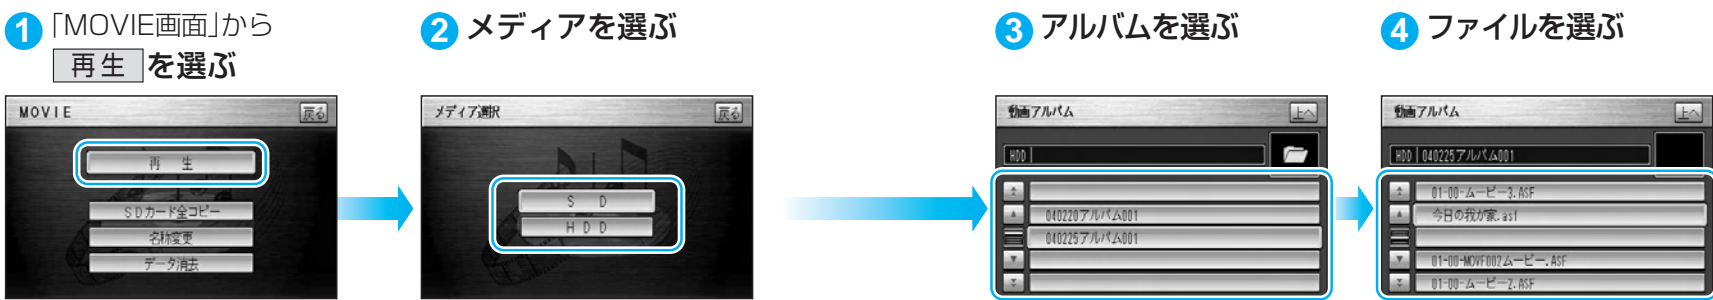 1 「MOVIE画面」から
再生 を選ぶ
MOVIE
戻る
再 生
SDカード全コピー
名称変更
データ消去
2 メディアを選ぶ
メディア選択
戻る
S D
HDD
3 アルバムを選ぶ
動画アルバム
上へ
HDD
040220アルバム001
040225アルバム001
4 ファイルを選ぶ
動画アルバム
上へ
HDD 040225アルバム001
01-00-ムービー3.ASF
今日の我が家.asf
01-00-MOVF002ムービー.ASF
01-00-ムービー2.ASF